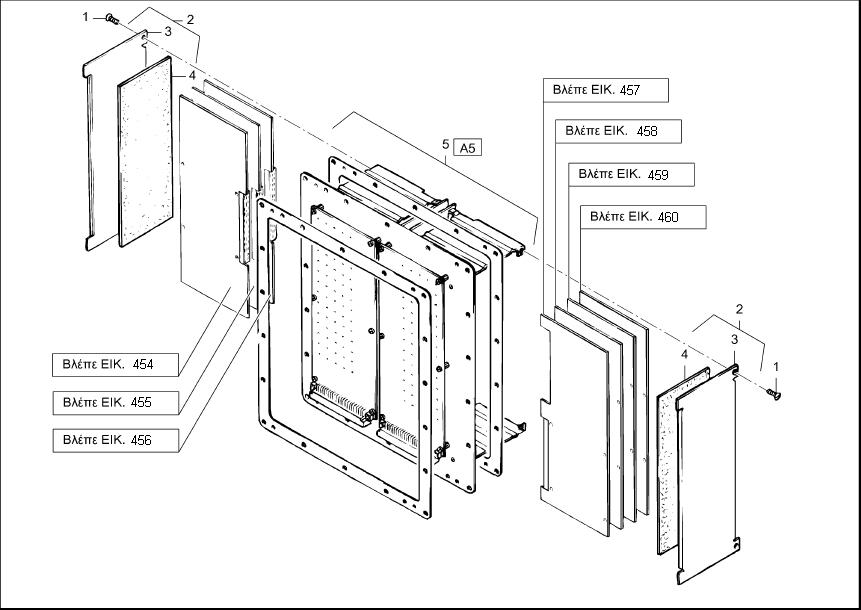 1
2
3
4
5 A5
Βλέπε ΕΙΚ. 457
Βλέπε ΕΙΚ. 458
Βλέπε ΕΙΚ. 459
Βλέπε ΕΙΚ. 460
Βλέπε ΕΙΚ. 454
Βλέπε ΕΙΚ. 455
Βλέπε ΕΙΚ. 456
2
3
4
1